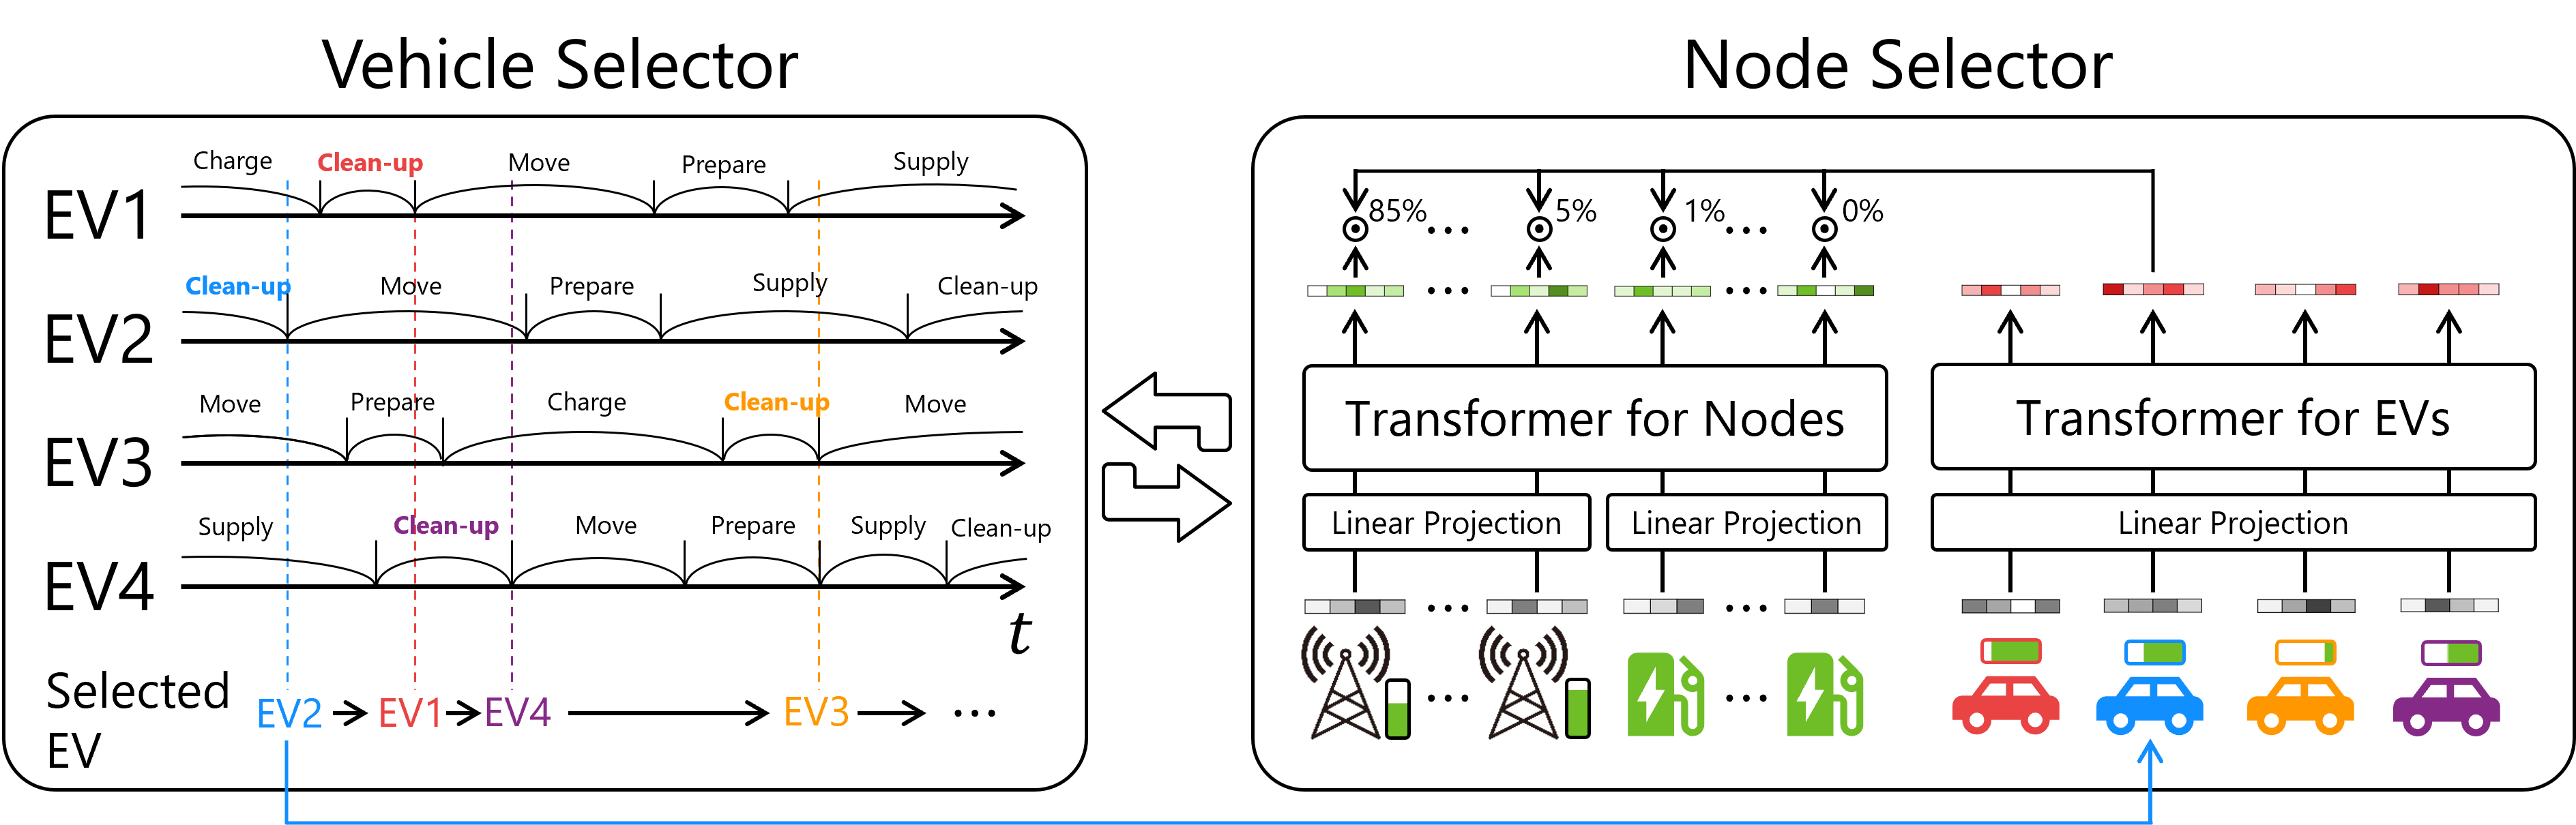 Vehicle Selector
Node Selector
EV1
Charge
Clean-up
Move
Prepare
Supply
EV2
Clean-up
Move
Prepare
Supply
Clean-up
EV3
Move
Prepare
Charge
Clean-up
Move
EV4
Supply
Clean-up
Move
Prepare
Supply
Clean-up
t
Selected
EV
EV2
EV1
EV4
EV3
...
85%
...
5%
1%
...
0%
...
...
Transformer for Nodes
Transformer for EVs
Linear Projection
Linear Projection
Linear Projection
...
...
...
...